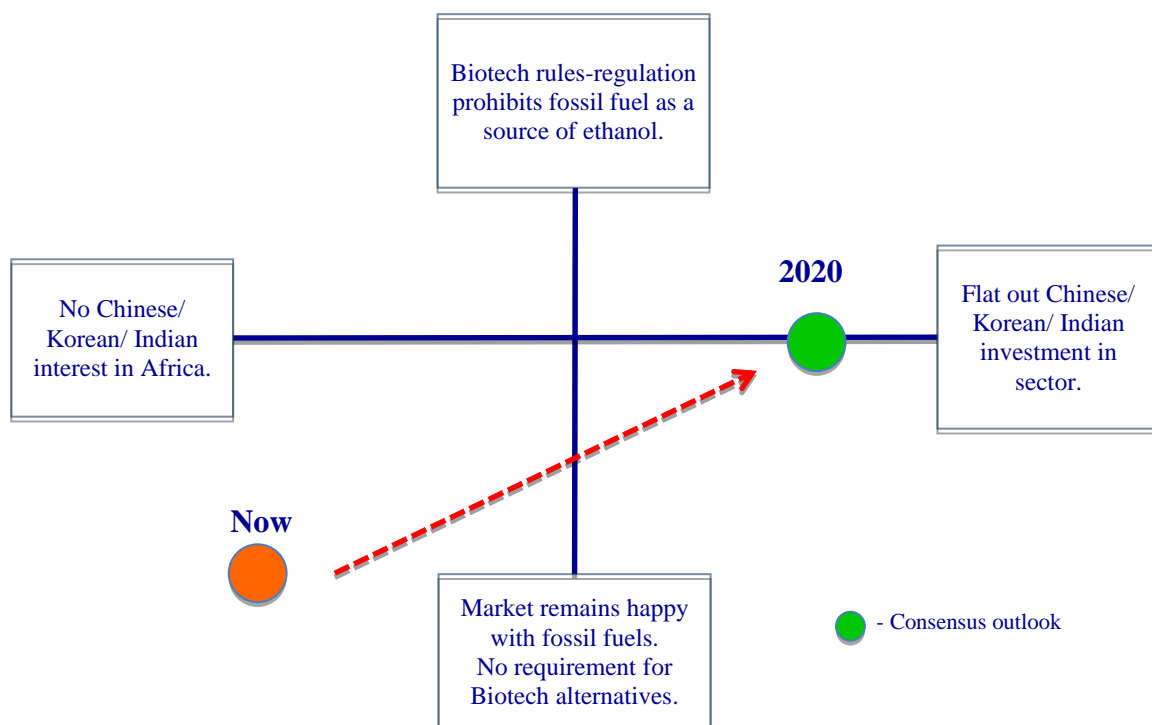 Biotech rules-regulation
prohibits fossil fuel as a
source of ethanol.
No Chinese/
Korean/ Indian
interest in Africa.
2020
Flat out Chinese/
Korean/ Indian
investment in
sector.
Now
Market remains happy
with fossil fuels.
No requirement for
Biotech alternatives.
- Consensus outlook